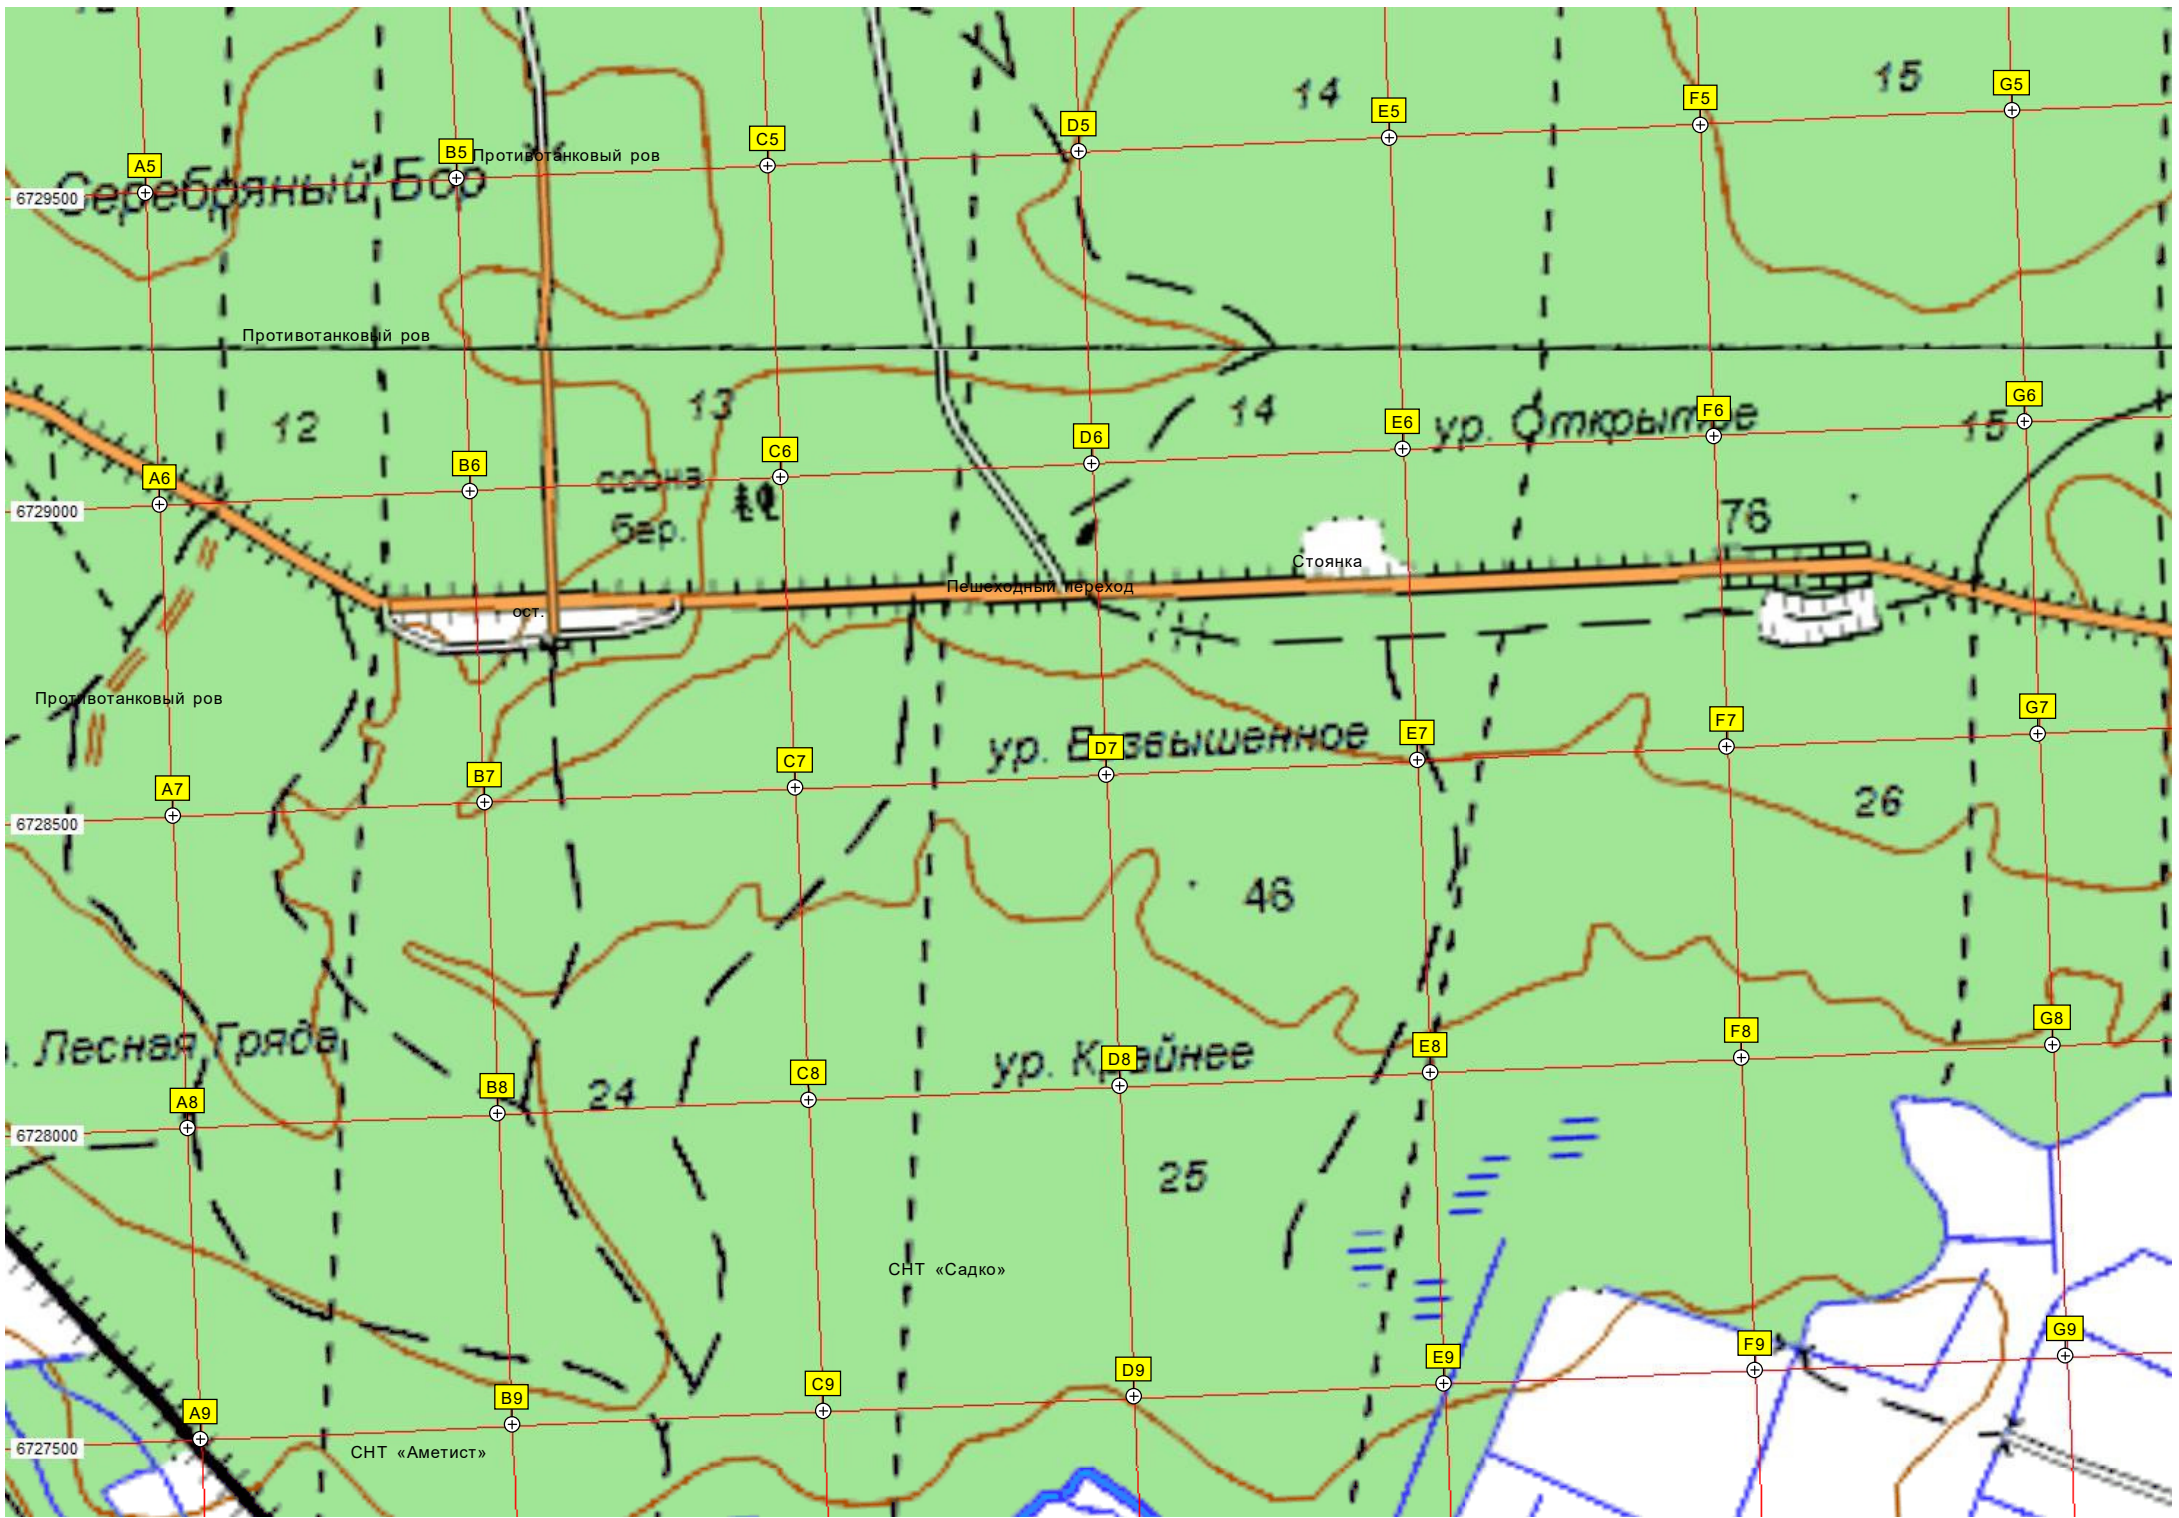 G5
15
14
F5
E5
D5
C5
B5
Противотанковый ров
A5
Серебряный Бор
6729500
Противотанковый ров
G6
12
13
14
E6
ур. Открытое
F6
15
D6
C6
B6
A6
сосна
бер.
6729000
76
Стоянка
Пешеходный переход
ост.
Противотанковый ров
G7
F7
E7
ур. Возвышенное
D7
C7
B7
A7
6728500
26
46
G8
F8
E8
. Лесная Гряда
ур. Крайнее
D8
C8
B8
24
A8
6728000
25
СНТ «Садко»
G9
F9
E9
D9
C9
B9
A9
6727500
СНТ «Аметист»